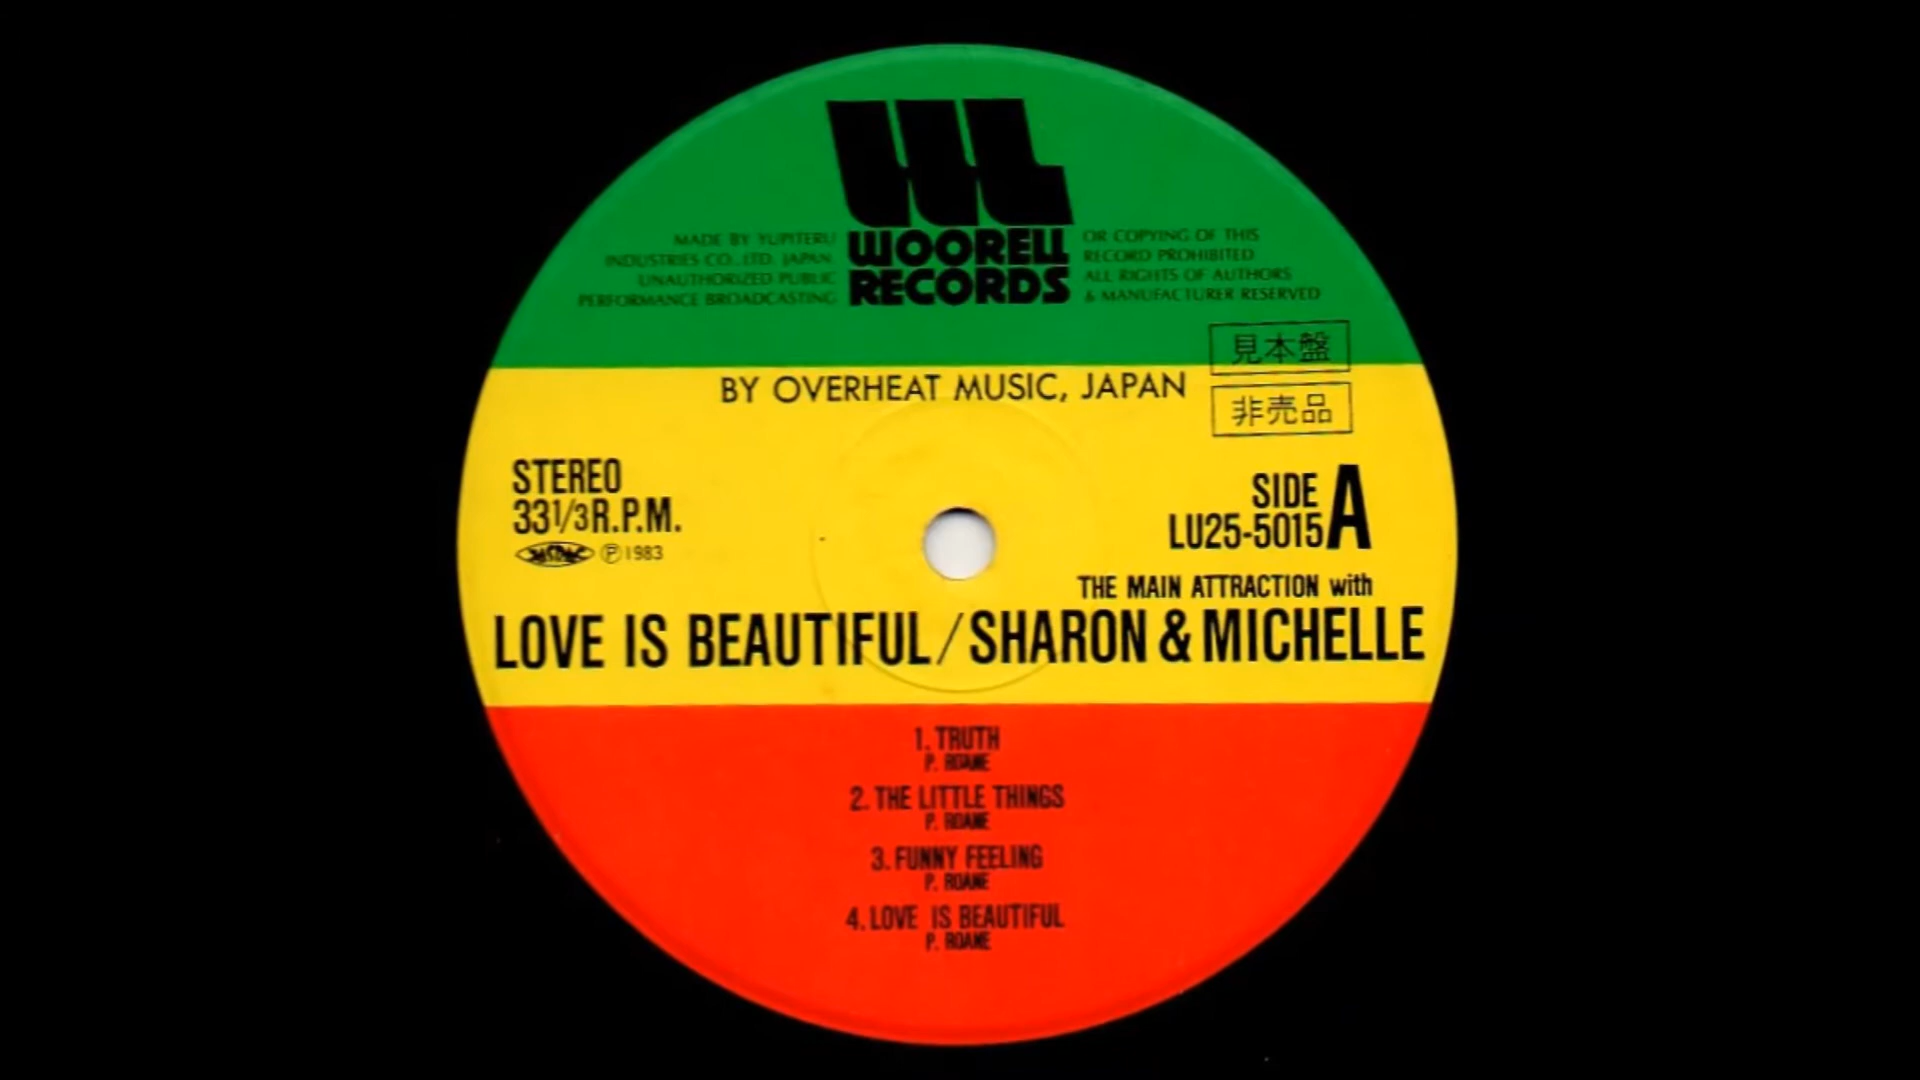 WOORELL
RECORDS
MADE BY YUPITERU
INDUSTRIES CO., LTD. JAPAN.
UNAUTHORIZED PUBLIC
PERFORMANCE BROADCASTING
OR COPYING OF THIS
RECORD PROHIBITED
ALL RIGHTS OF AUTHORS
& MANUFACTURER RESERVED
見本盤
非売品
BY OVERHEAT MUSIC, JAPAN
STEREO
33 1/3 R.P.M.
JASRAC Ⓟ1983
SIDE A
LU25-5015
THE MAIN ATTRACTION with
LOVE IS BEAUTIFUL/SHARON & MICHELLE
1. TRUTH
P. ROANE
2. THE LITTLE THINGS
P. ROANE
3. FUNNY FEELING
P. ROANE
4. LOVE IS BEAUTIFUL
P. ROANE